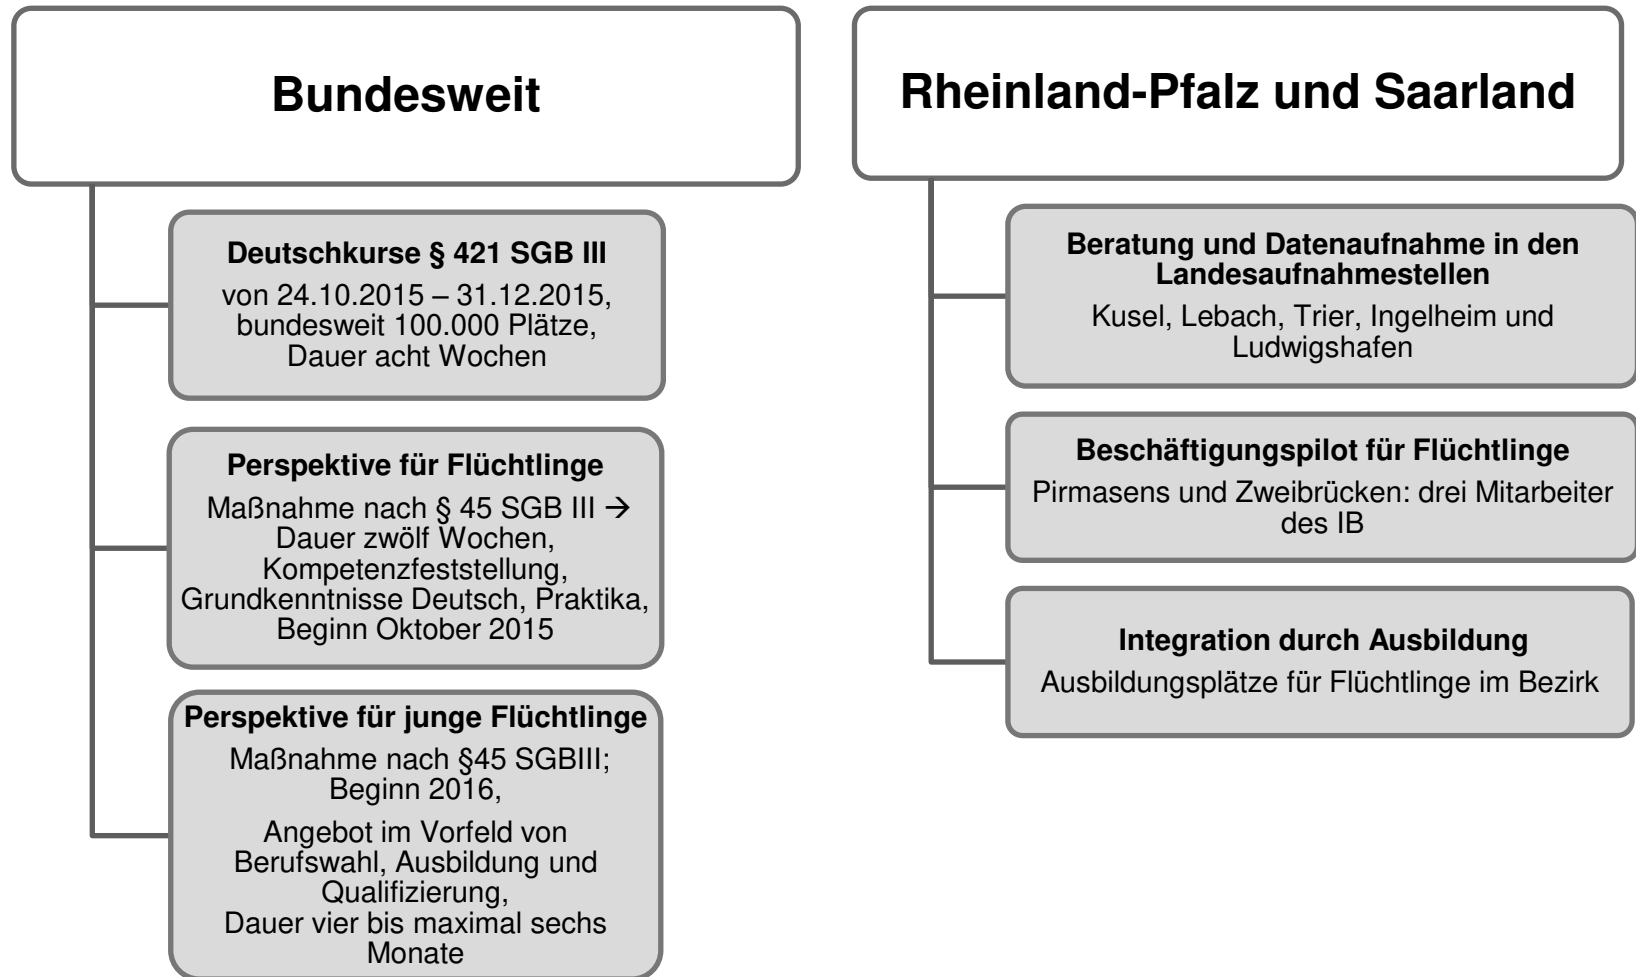 Bundesweit
Deutschkurse § 421 SGB III
von 24.10.2015 – 31.12.2015,
bundesweit 100.000 Plätze,
Dauer acht Wochen
Perspektive für Flüchtlinge
Maßnahme nach § 45 SGB III →
Dauer zwölf Wochen,
Kompetenzfeststellung,
Grundkenntnisse Deutsch, Praktika,
Beginn Oktober 2015
Perspektive für junge Flüchtlinge
Maßnahme nach §45 SGBIII;
Beginn 2016,
Angebot im Vorfeld von
Berufswahl, Ausbildung und
Qualifizierung,
Dauer vier bis maximal sechs
Monate
Rheinland-Pfalz und Saarland
Beratung und Datenaufnahme in den
Landesaufnahmestellen
Kusel, Lebach, Trier, Ingelheim und
Ludwigshafen
Beschäftigungspilot für Flüchtlinge
Pirmasens und Zweibrücken: drei Mitarbeiter
des IB
Integration durch Ausbildung
Ausbildungsplätze für Flüchtlinge im Bezirk